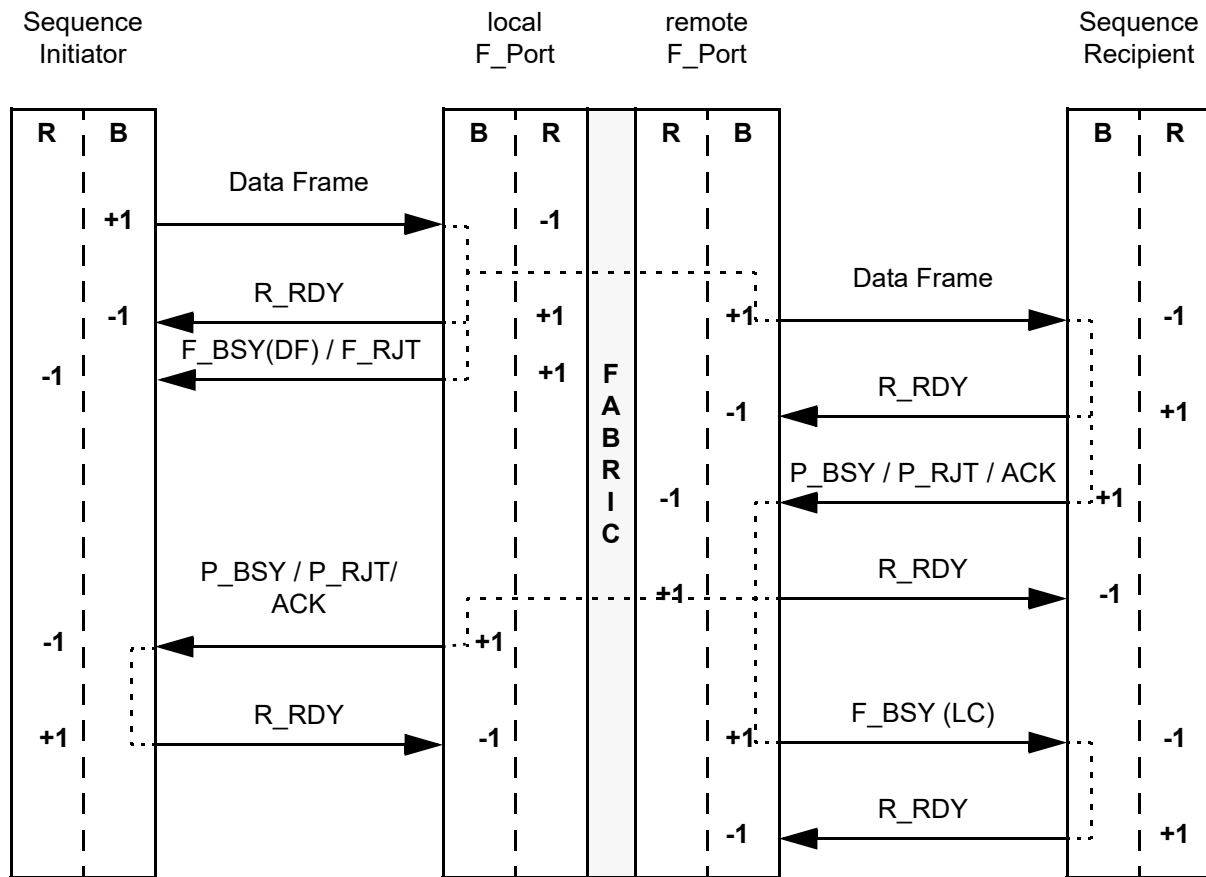 Sequence
Initiator
local
F_Port
remote
F_Port
Sequence
Recipient
R B
B R
R B
B R
Data Frame
+1
-1
R_RDY
-1
+1
+1
Data Frame
-1
F_BSY(DF) / F_RJT
-1
+1
F
A
B
R
I
C
R_RDY
-1
+1
P_BSY / P_RJT / ACK
-1
+1
P_BSY / P_RJT/
ACK
R_RDY
+1
-1
-1
+1
R_RDY
+1
-1
F_BSY (LC)
+1
-1
R_RDY
-1
+1